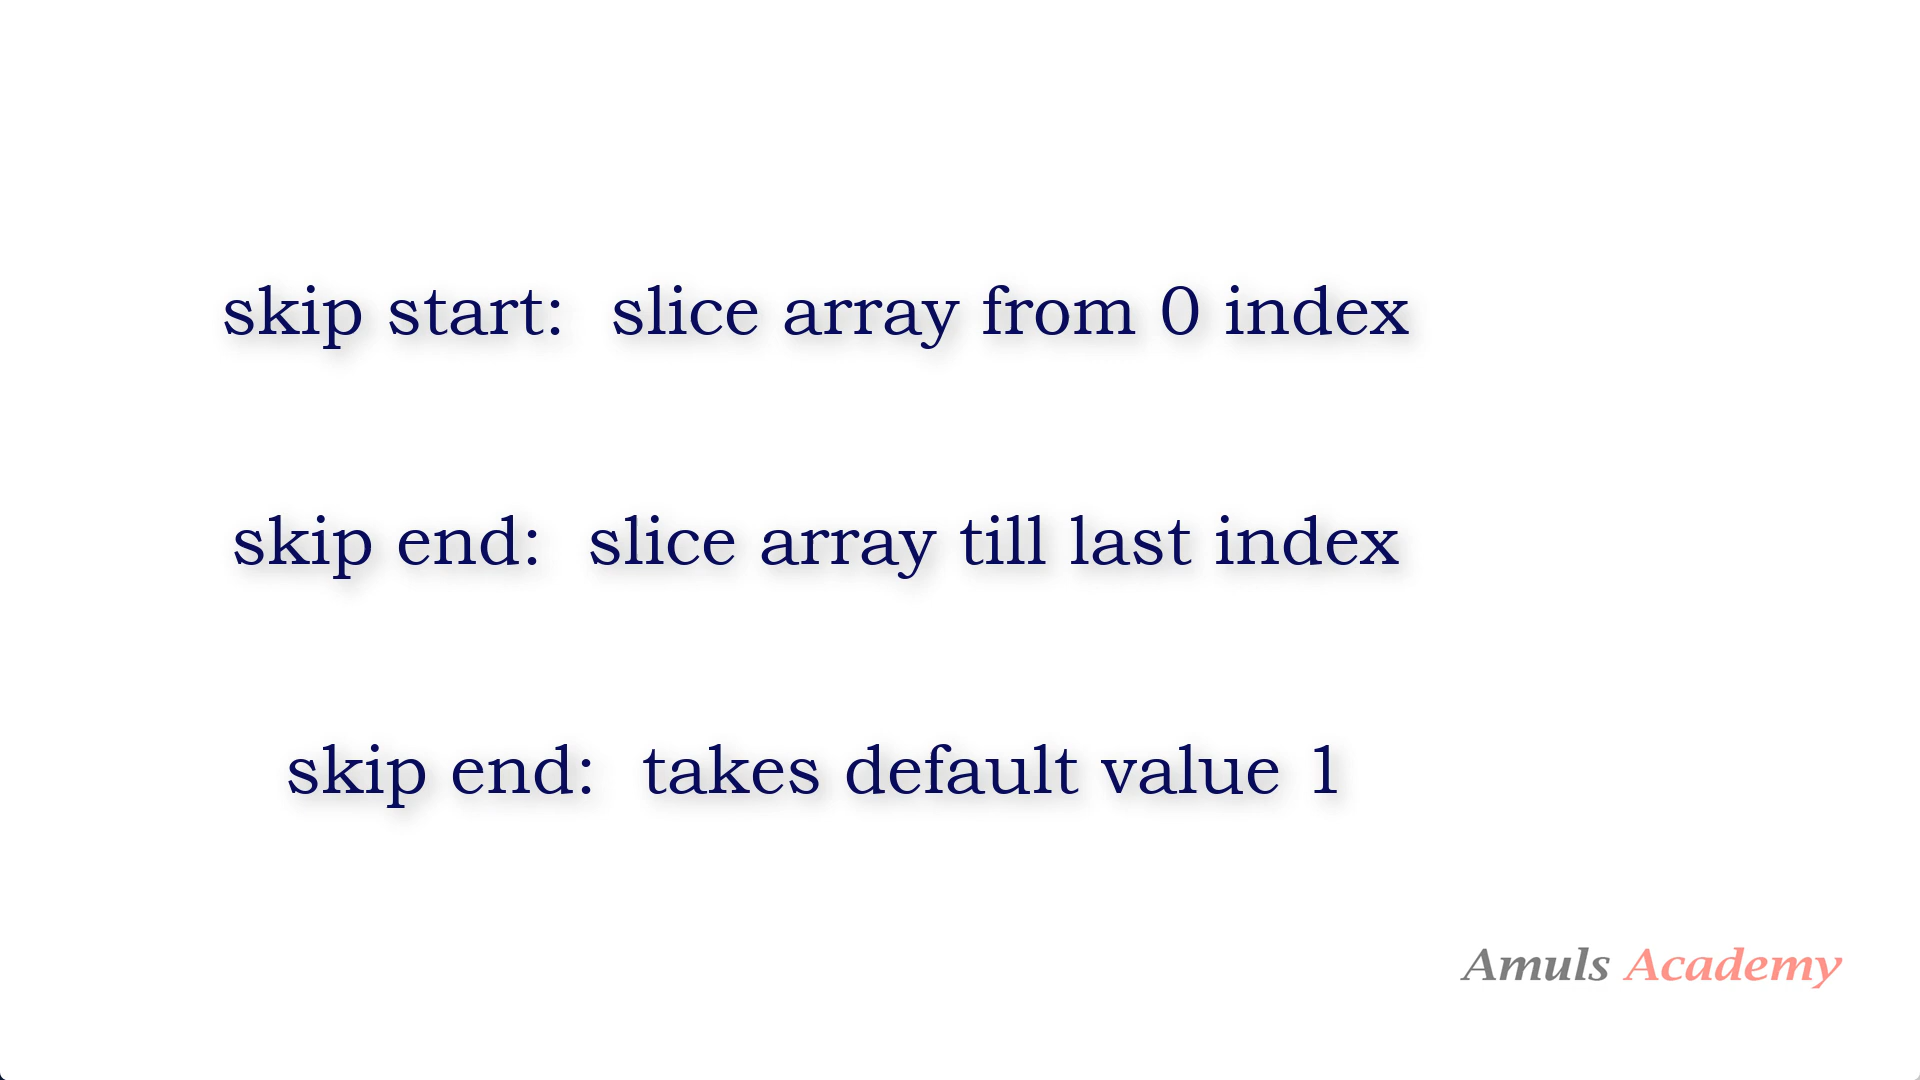 skip start: slice array from 0 index
skip end: slice array till last index
skip end: takes default value 1
Amuls Academy